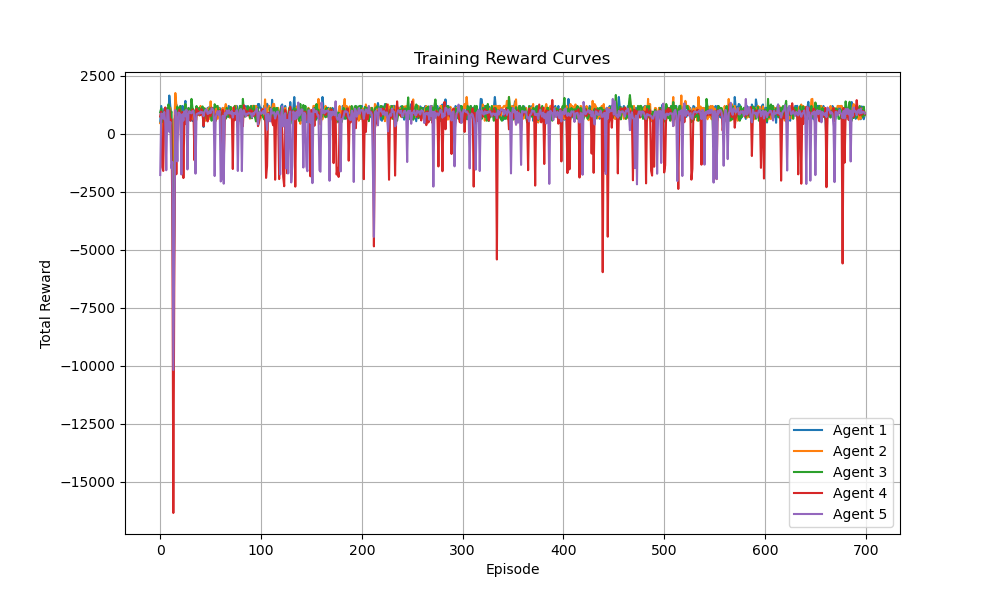 Training Reward Curves
Total Reward
2500
0
−2500
−5000
−7500
−10000
−12500
−15000
0 100 200 300 400 500 600 700
Episode
Agent 1
Agent 2
Agent 3
Agent 4
Agent 5